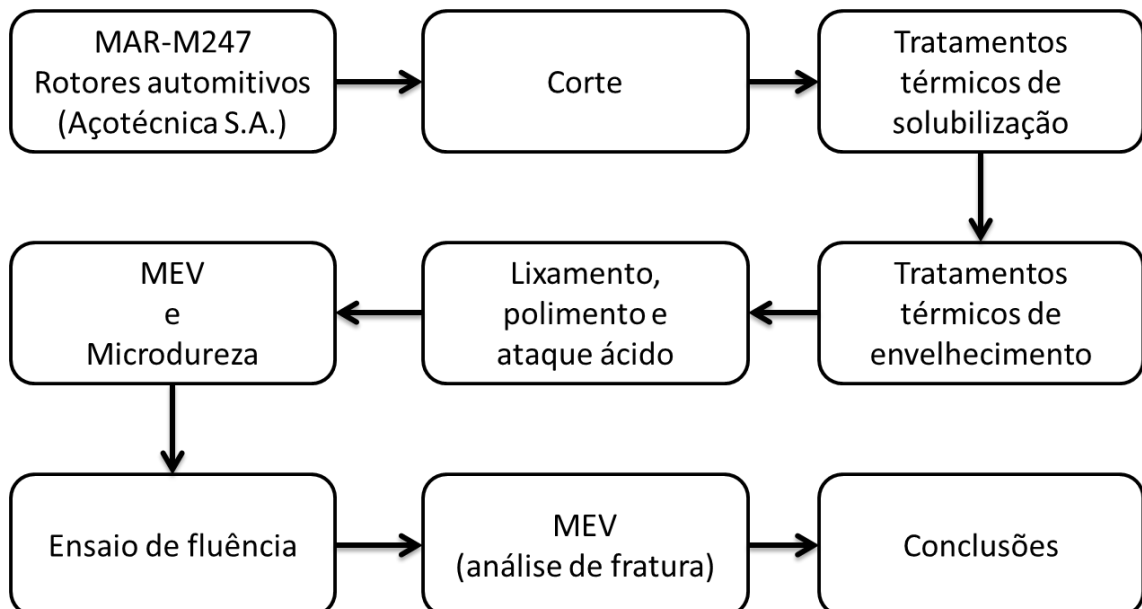 MAR-M247
Rotores automitivos
(Açotécnica S.A.)
Corte
Tratamentos
térmicos de
solubilização
Tratamentos
térmicos de
envelhecimento
Lixamento,
polimento e
ataque ácido
MEV
e
Microdureza
Ensaio de fluência
MEV
(análise de fratura)
Conclusões